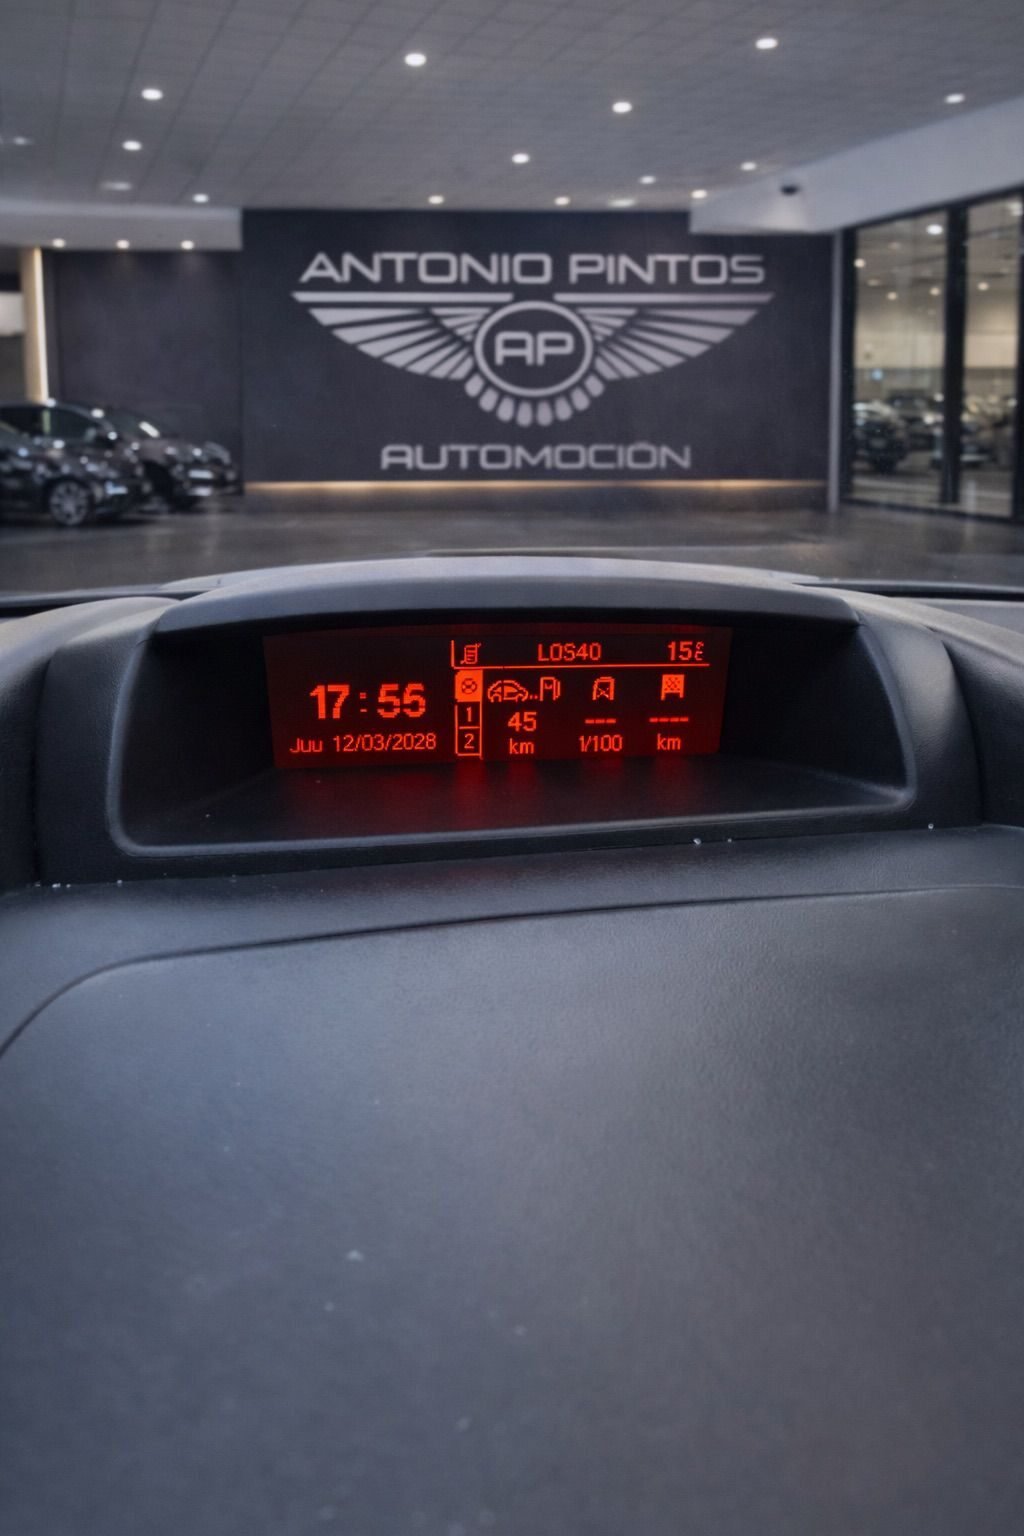 ANTONIO PINTOS
AP
AUTOMOCIÓN
LOS40 15
17:55
1 45 --- ----
Juu 12/03/2028 2 km 1/100 km